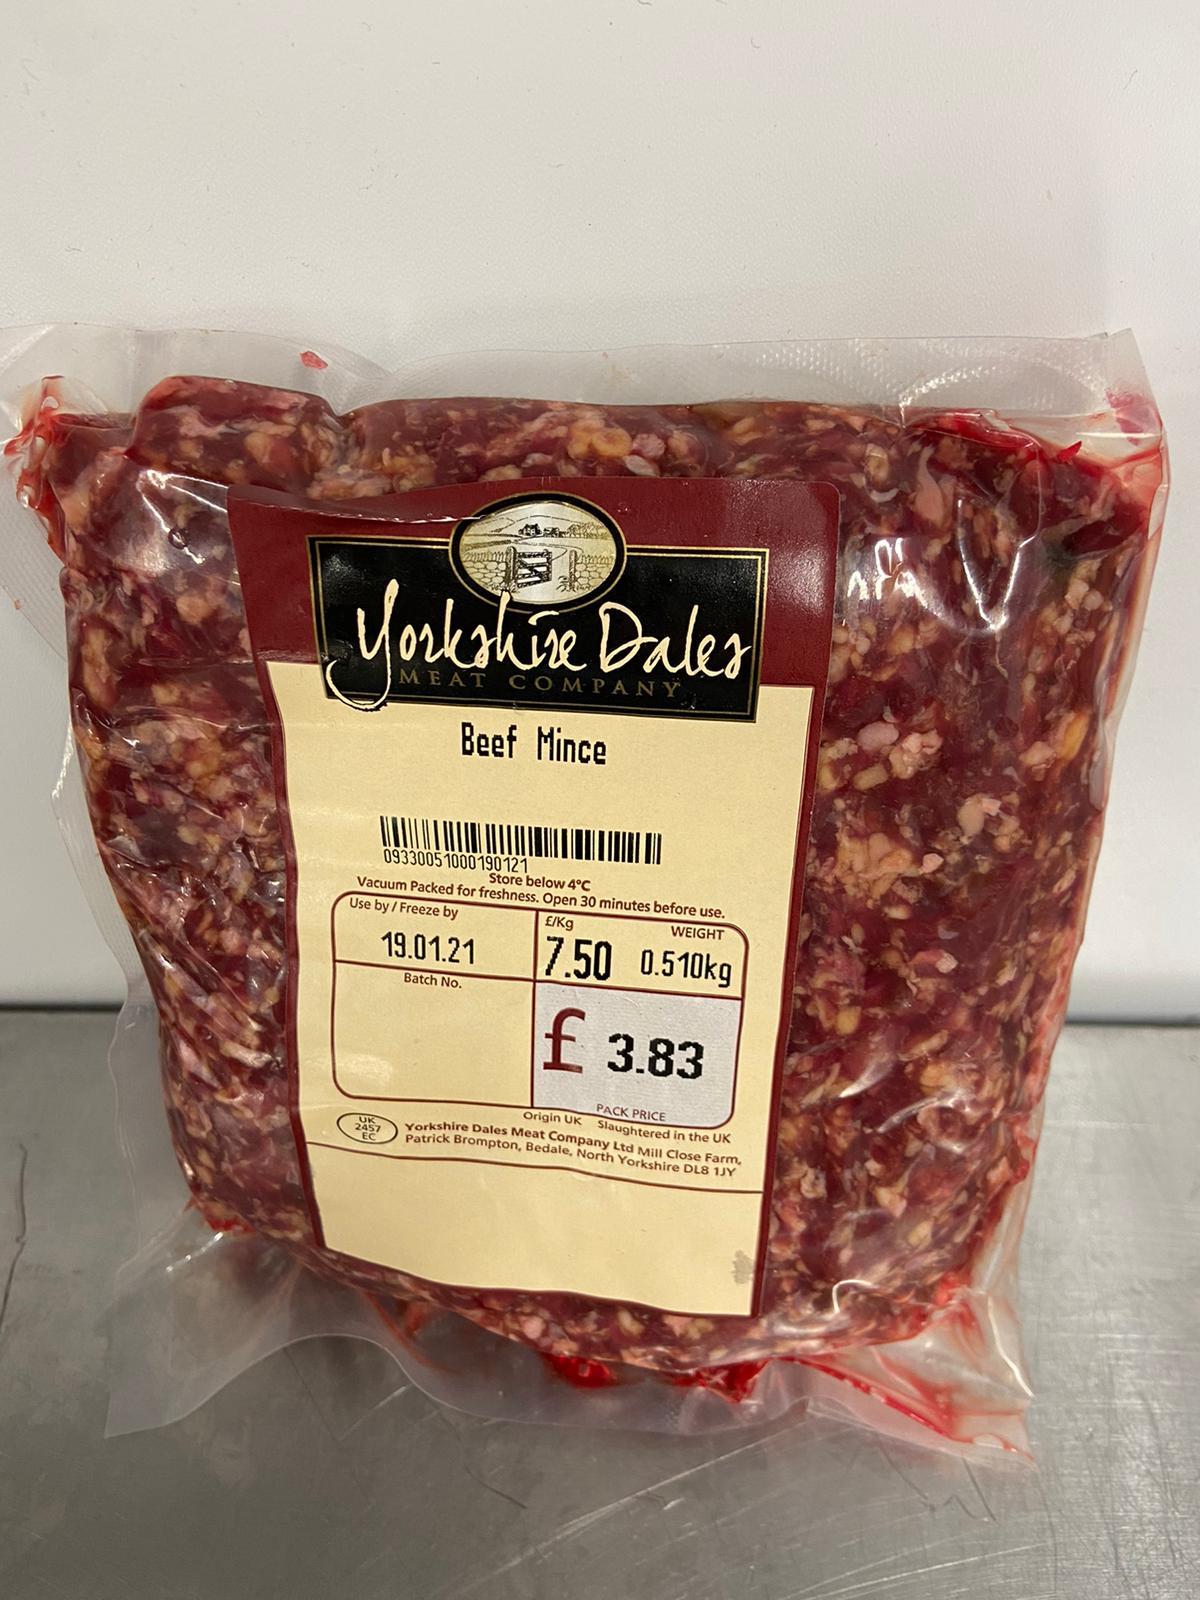 Yorkshire Dales
MEAT COMPANY
Beef Mince
09330051000190121
Store below 4°C
Vacuum Packed for freshness. Open 30 minutes before use.
Use by / Freeze by
19.01.21
£/Kg
7.50
WEIGHT
0.510kg
Batch No.
£ 3.83
PACK PRICE
Origin UK Slaughtered in the UK
UK
2457
EC
Yorkshire Dales Meat Company Ltd Mill Close Farm,
Patrick Brompton, Bedale, North Yorkshire DL8 1JY